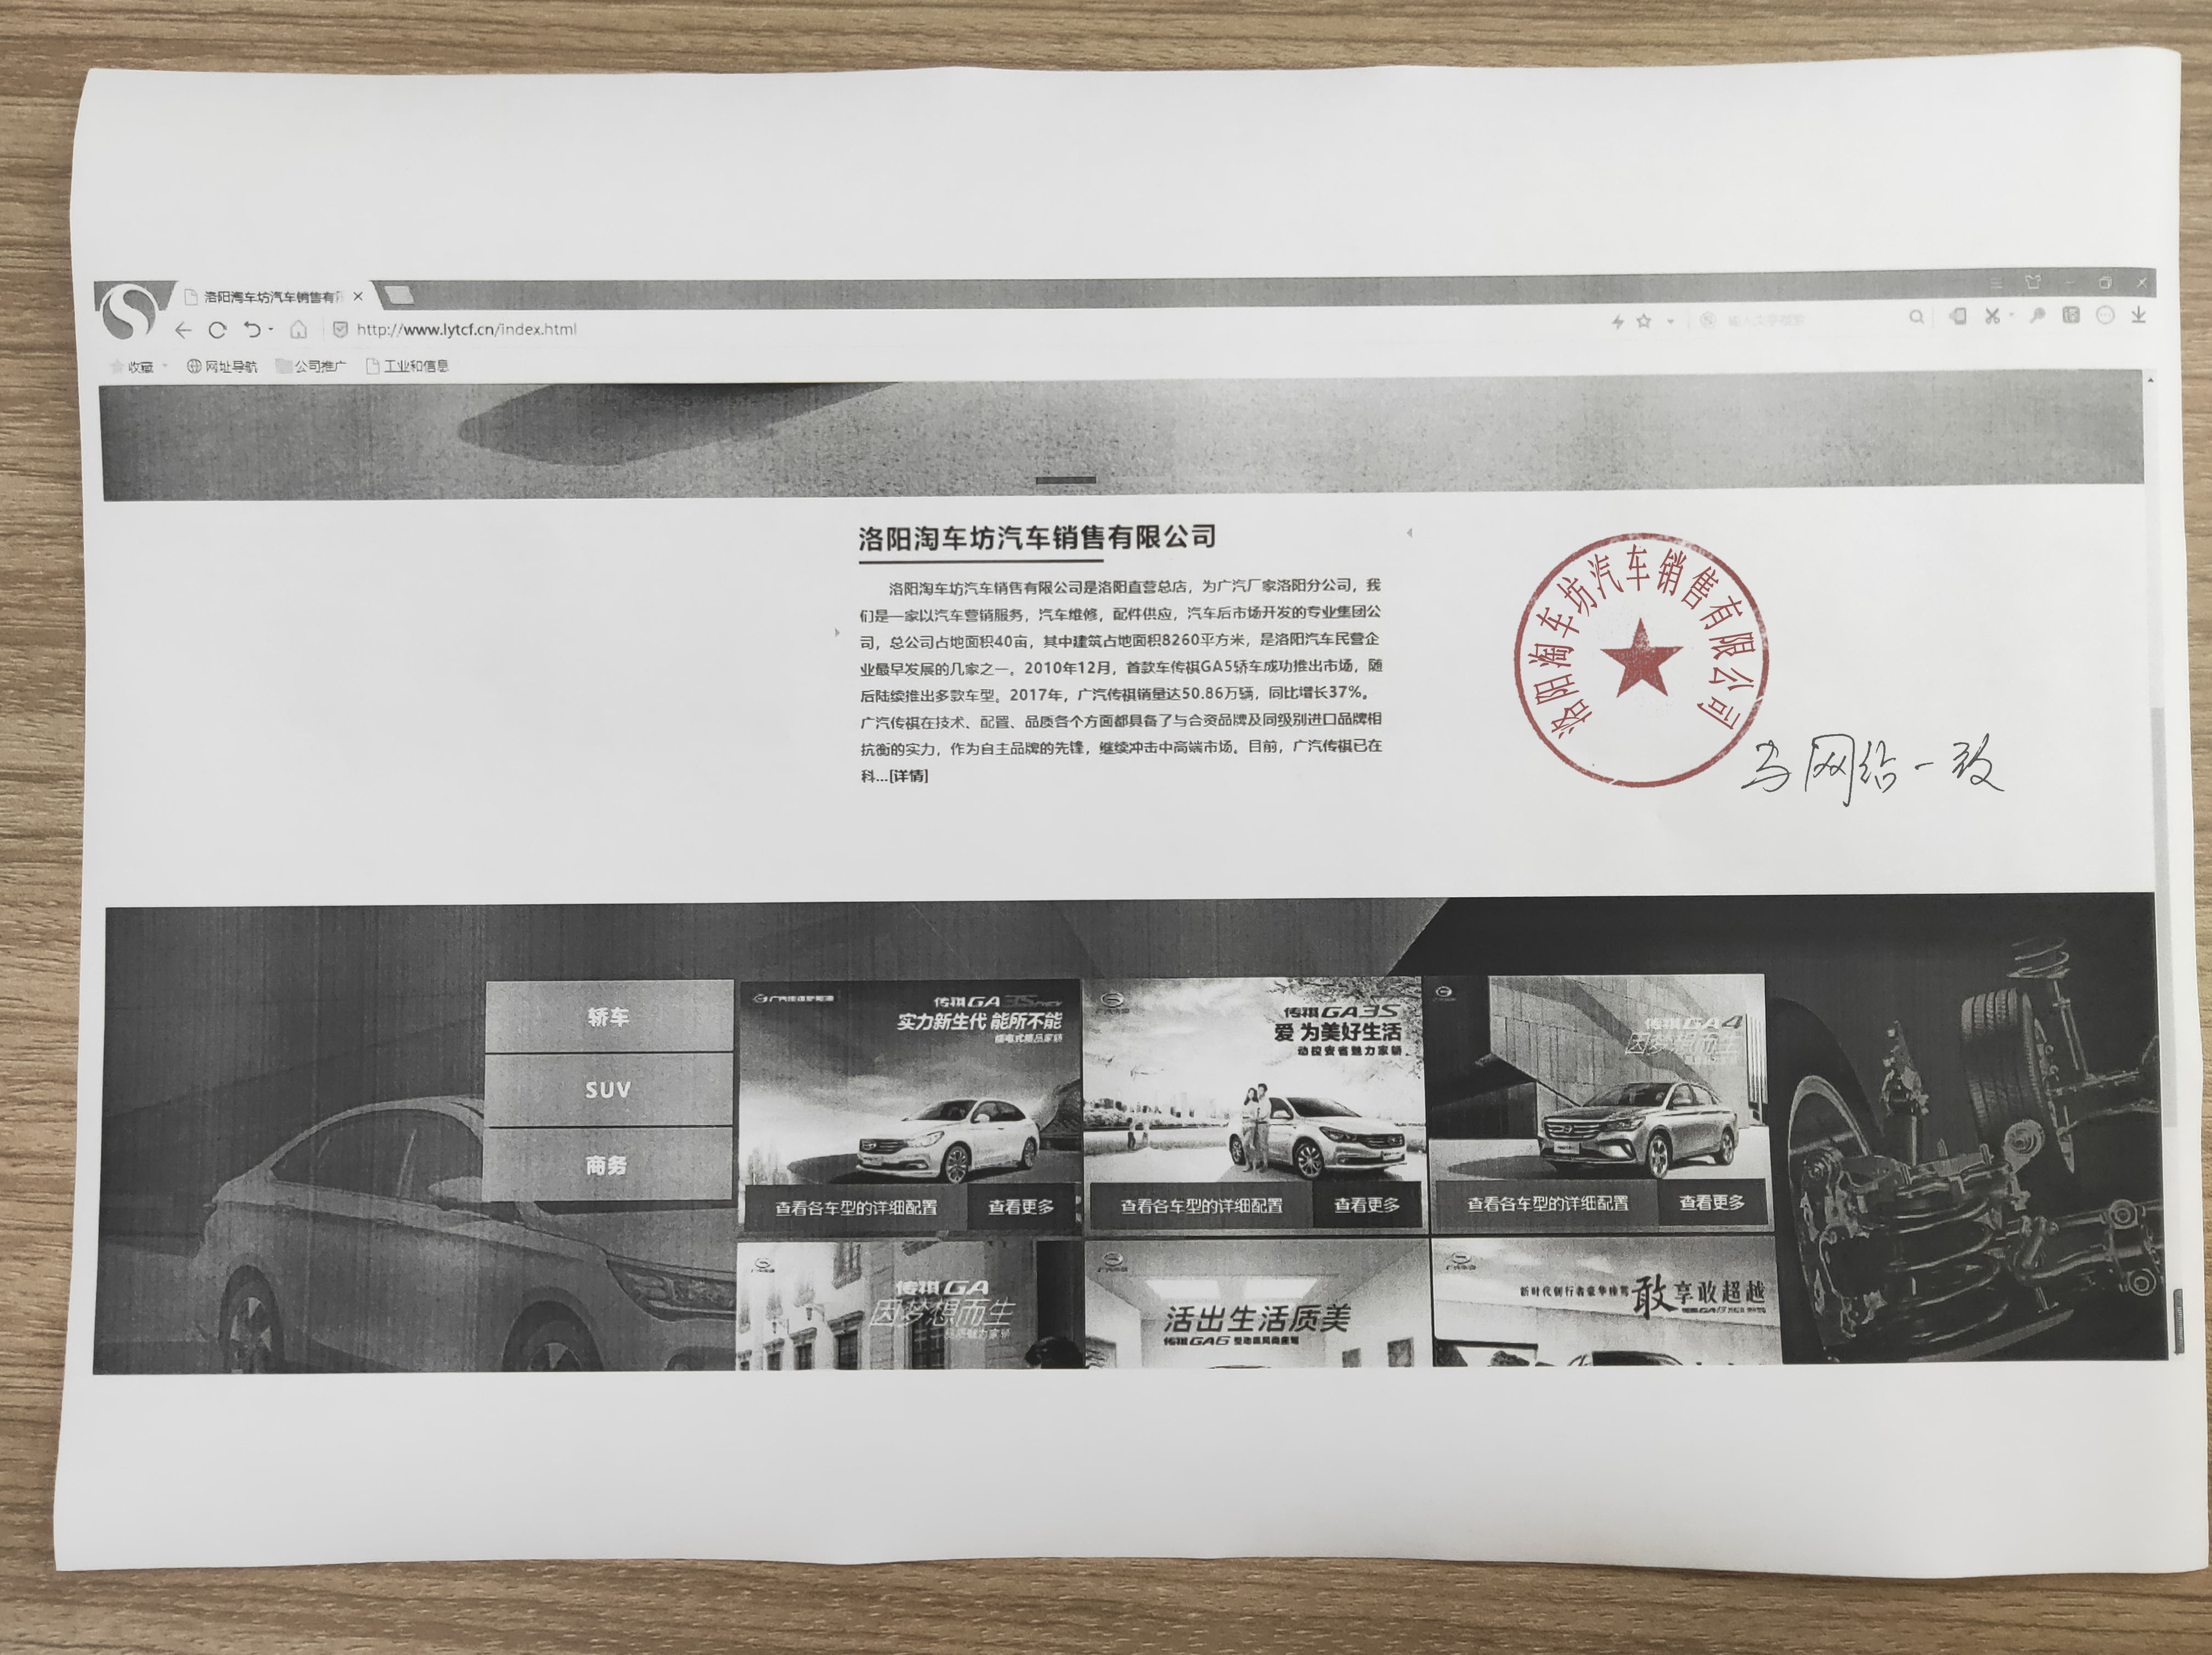 洛阳淘车坊汽车销售有
http://www.lytcf.cn/index.html
收藏 网址导航 公司推广 工业和信息
洛阳淘车坊汽车销售有限公司
洛阳淘车坊汽车销售有限公司是洛阳直营总店，为广汽厂家洛阳分公司，我
们是一家以汽车营销服务，汽车维修，配件供应，汽车后市场开发的专业集团公
司，总公司占地面积40亩，其中建筑占地面积8260平方米，是洛阳汽车民营企
业最早发展的几家之一。2010年12月，首款车传祺GA5轿车成功推出市场，随
后陆续推出多款车型。2017年，广汽传祺销量达50.86万辆，同比增长37%。
广汽传祺在技术、配置、品质各个方面都具备了与合资品牌及同级别进口品牌相
抗衡的实力，作为自主品牌的先锋，继续冲击中高端市场。目前，广汽传祺已在
科...[详情]
洛阳淘车坊汽车销售有限公司
与网络一致
轿车
SUV
商务
传祺GA3S
实力新生代 能所不能
查看各车型的详细配置 查看更多
传祺GA3S
爱 为美好生活
动控安省魅力家轿
查看各车型的详细配置 查看更多
传祺GA4
因梦想而生
查看各车型的详细配置 查看更多
传祺GA
因梦想而生
活出生活质美
传祺GA6
新时代创行者豪华座驾 敢享敢超越